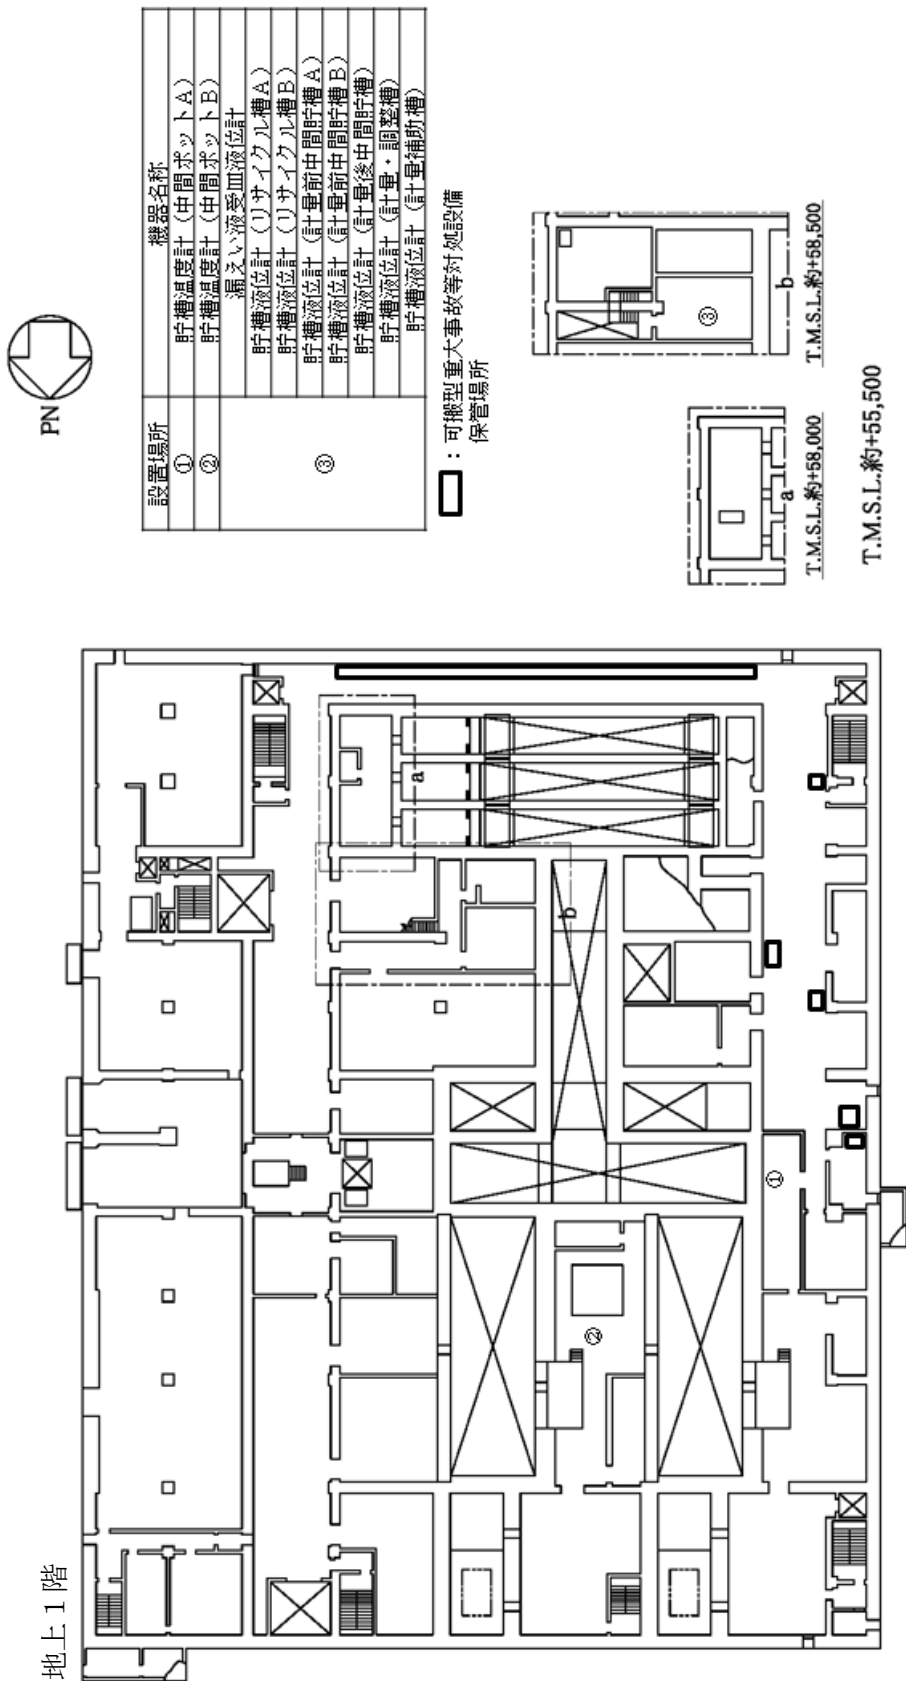 地上１階
PN
設置場所 機器名称
① 貯槽温度計（中間ポットＡ）
② 貯槽温度計（中間ポットＢ）
③ 漏えい液受皿液位計
貯槽液位計（リサイクル槽Ａ）
貯槽液位計（リサイクル槽Ｂ）
貯槽液位計（計量前中間貯槽Ａ）
貯槽液位計（計量前中間貯槽Ｂ）
貯槽液位計（計量後中間貯槽）
貯槽液位計（計量・調整槽）
貯槽液位計（計量補助槽）
：可搬型重大事故等対処設備
保管場所
a
b
①
②
a
T.M.S.L.約+58,000
③
b
T.M.S.L.約+58,500
T.M.S.L.約+55,500